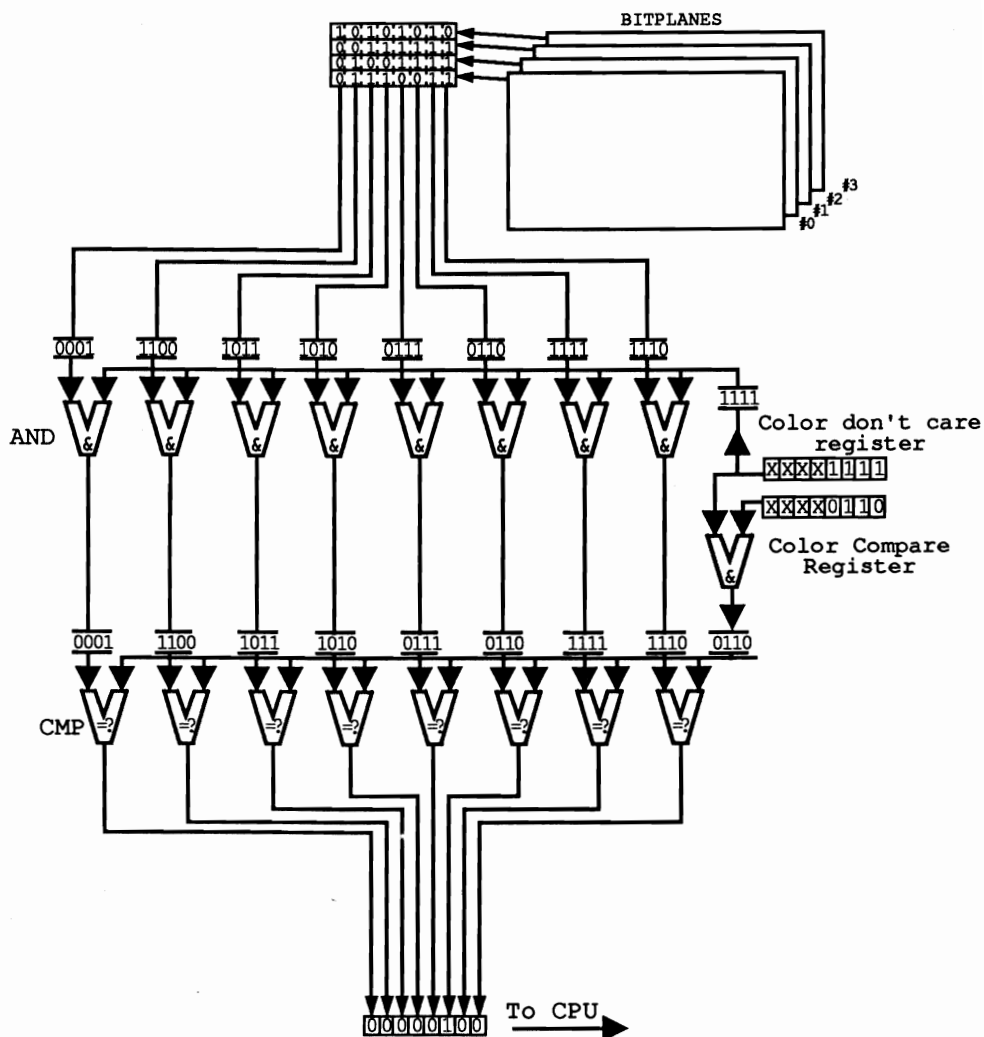 BITPLANES
10101010
00111111
01110011
#3
#2
#1
#0
0001 1100 1011 1010 0111 0110 1111 1110
1111
AND & & & & & & & &
Color don't care
register
XXXX1111
XXXX0110
Color Compare
Register
&
0001 1100 1011 1010 0111 0110 1111 1110 0110
CMP =? =? =? =? =? =? =? =?
00000100
To CPU